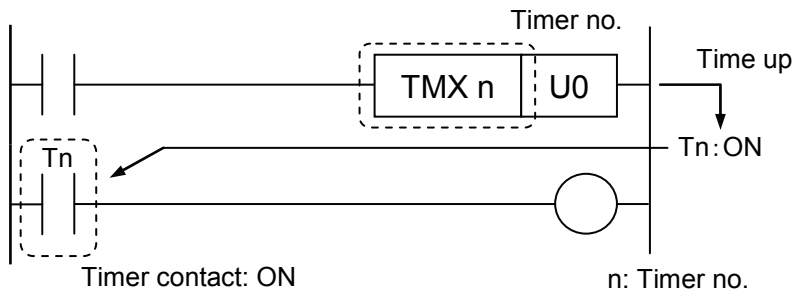 Timer no.
Time up
TMX n U0
Tn:ON
Tn
Timer contact: ON
n: Timer no.